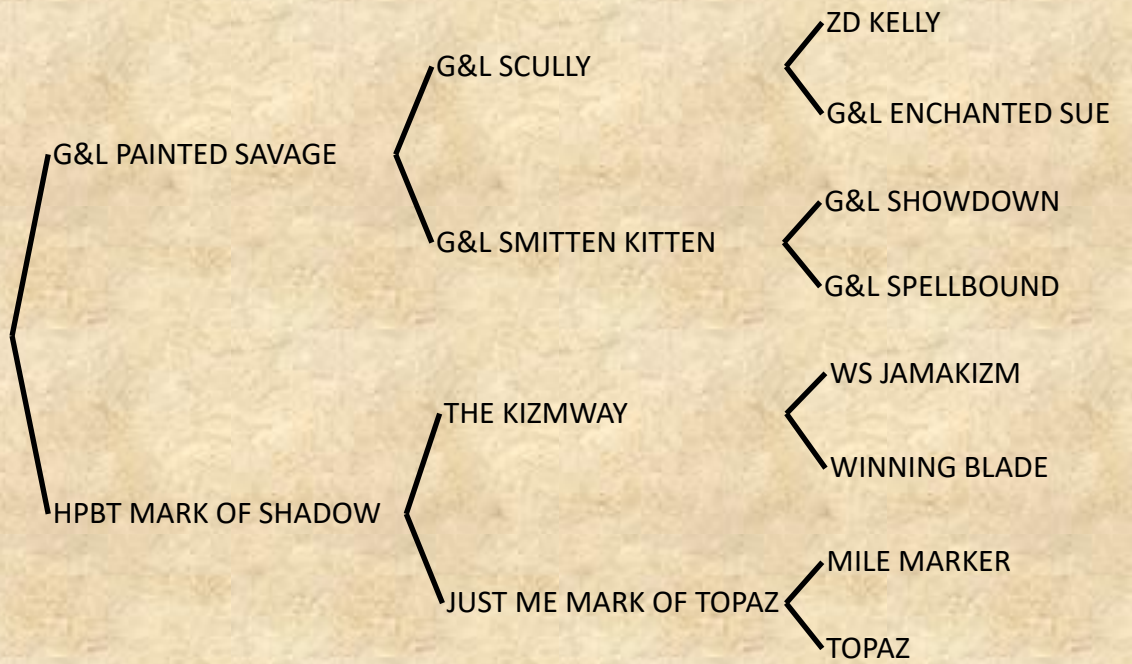 ZD KELLY
G&L SCULLY
G&L ENCHANTED SUE
G&L PAINTED SAVAGE
G&L SHOWDOWN
G&L SMITTEN KITTEN
G&L SPELLBOUND
WS JAMAKIZM
THE KIZMWAY
WINNING BLADE
HPBT MARK OF SHADOW
MILE MARKER
JUST ME MARK OF TOPAZ
TOPAZ